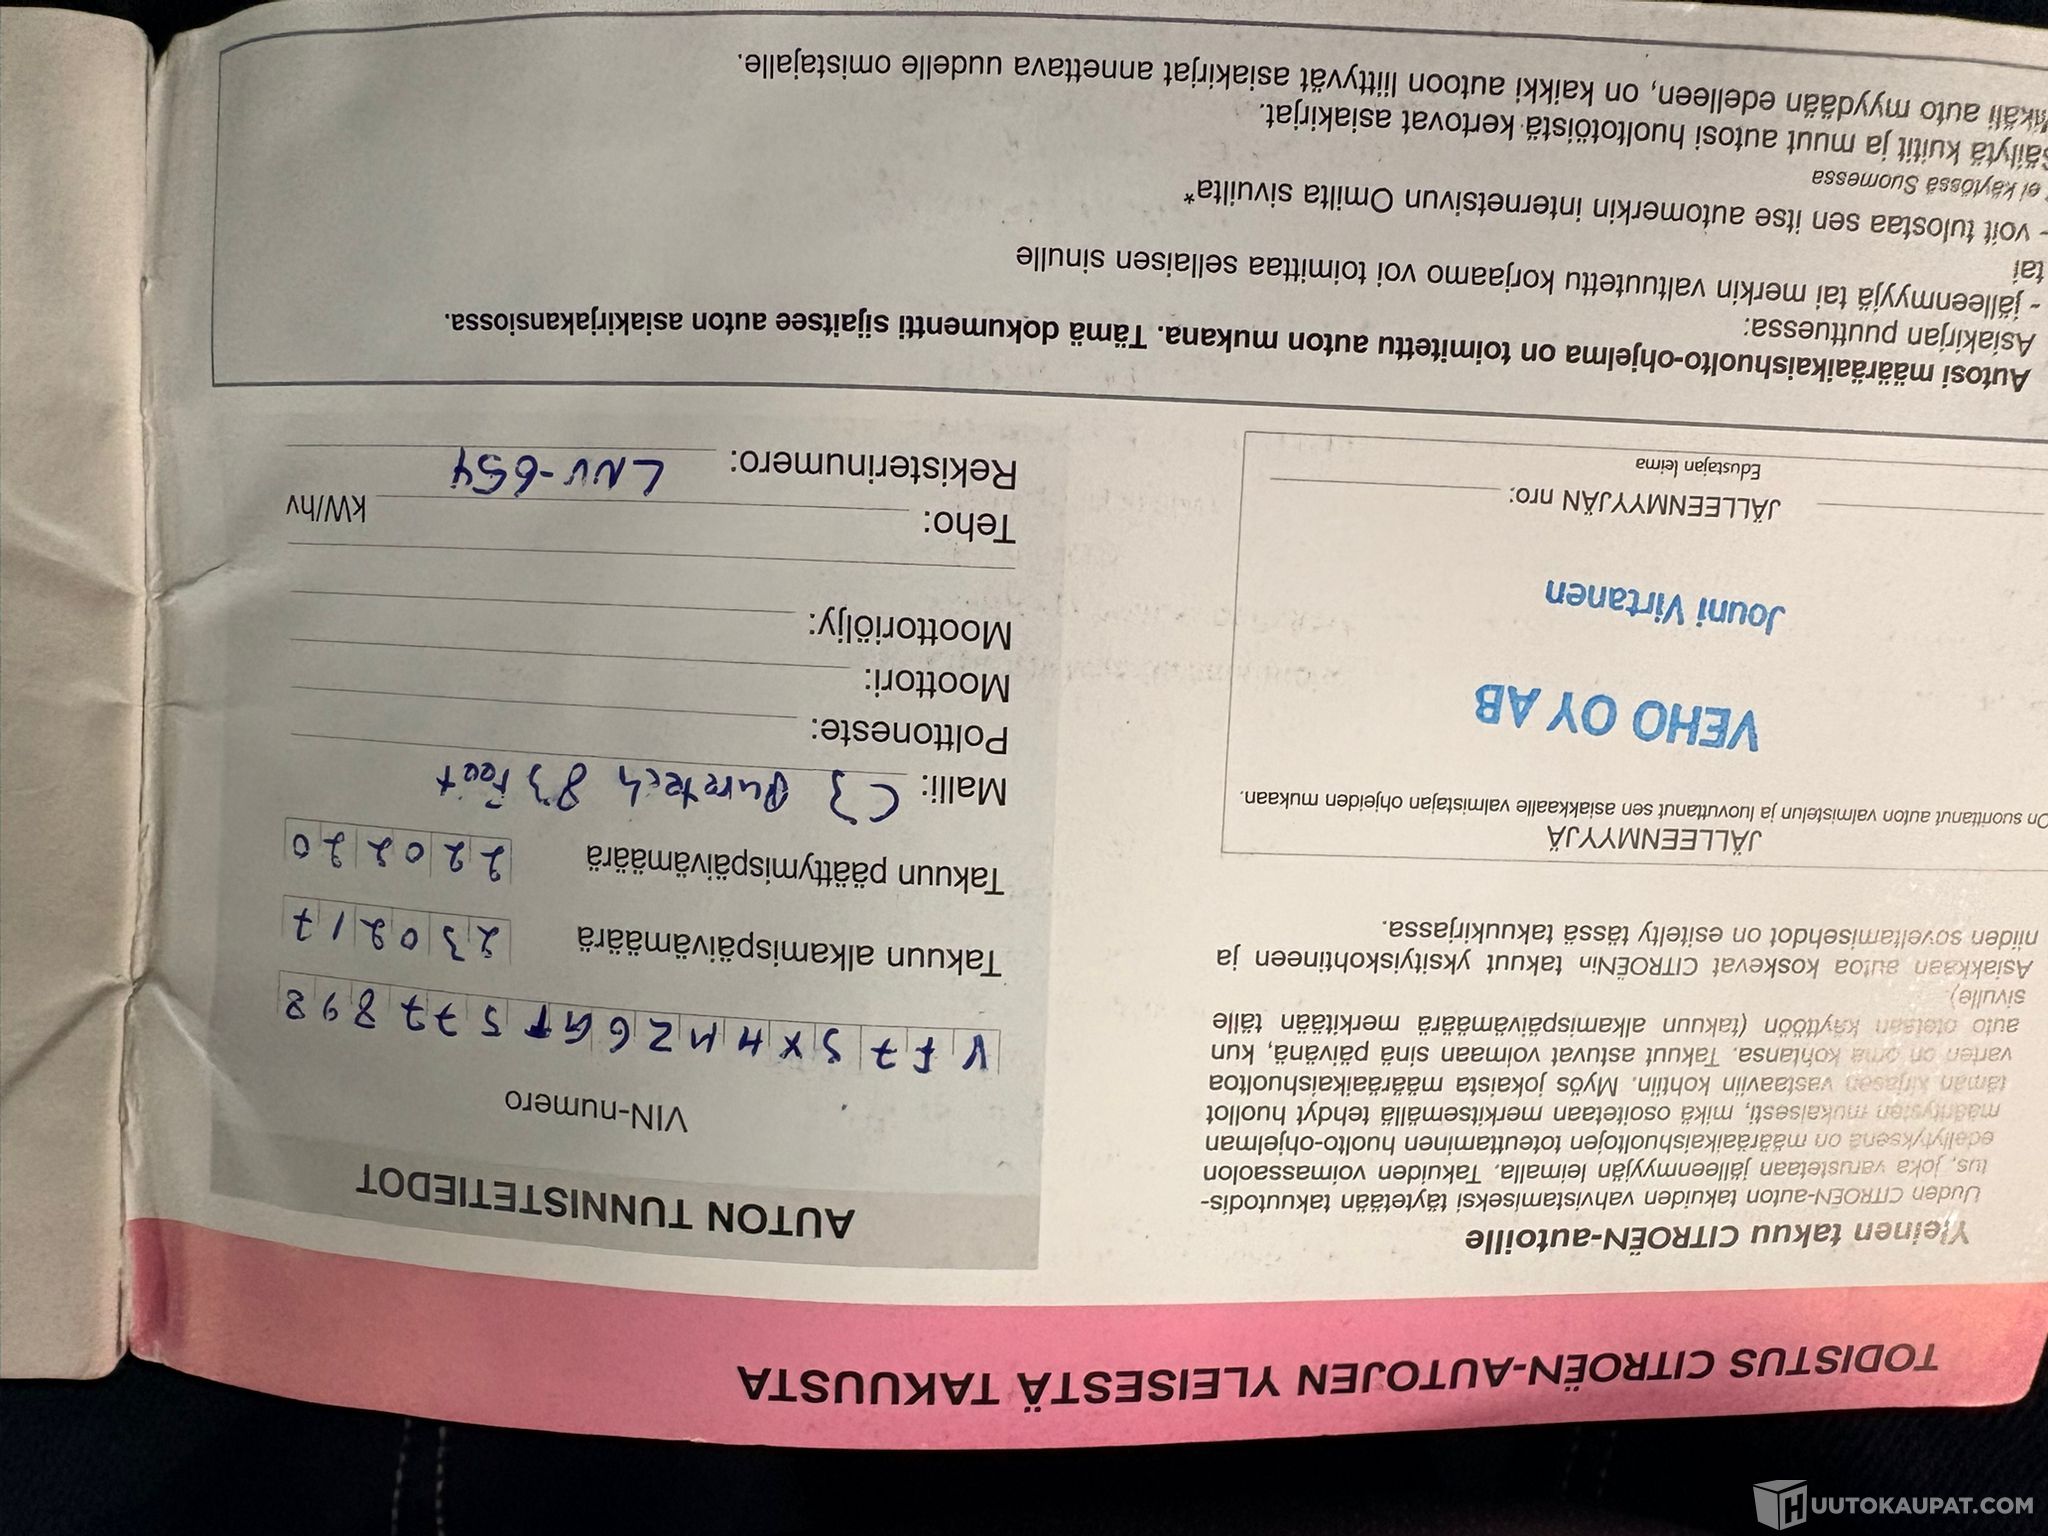 TODISTUS CITROËN-AUTOJEN YLEISESTÄ TAKUUSTA
Yleinen takuu CITROËN-autoille
Uuden CITROËN-auton takuiden vahvistamiseksi täytetään takuutodis-
tus, joka varustetaan jälleenmyyjän leimalla. Takuiden voimassaolon
edellytyksenä on määräaikaishuoltojen toteuttaminen huolto-ohjelman
määritysten mukaisesti, mikä osoitetaan merkitsemällä tehdyt huollot
tämän kirjasen vastaaviin kohtiin. Myös jokaista määräaikaishuoltoa
varten on oma kohtansa. Takuut astuvat voimaan sinä päivänä, kun
auto otetaan käyttöön (takuun alkamispäivämäärä merkitään tälle
sivulle)
Asiakkaan autoa koskevat CITROËNin takuut yksityiskohtineen ja
niiden soveltamisehdot on esitelty tässä takuukirjassa.
JÄLLEENMYYJÄ
On suorittanut auton valmistelun ja luovuttanut sen asiakkaalle valmistajan ohjeiden mukaan.
VEHO OY AB
Jouni Virtanen
JÄLLEENMYYJÄN nro:
Edustajan leima
AUTON TUNNISTETIEDOT
VIN-numero
VF7SXHMZ6GT577898
Takuun alkamispäivämäärä 230217
Takuun päättymispäivämäärä 220220
Malli: C3 Puretech 83 Feel
Polttoneste:
Moottori:
Moottoriöljy:
Teho: kW/hv
Rekisterinumero: LNV-654
Autosi määräaikaishuolto-ohjelma on toimitettu auton mukana. Tämä dokumentti sijaitsee auton asiakirjakansiossa.
Asiakirjan puuttuessa:
- jälleenmyyjä tai merkin valtuutettu korjaamo voi toimittaa sellaisen sinulle
tai
- voit tulostaa sen itse automerkin internetsivun Omilta sivuilta*
* ei käytössä Suomessa
Säilytä kuitit ja muut autosi huoltotöistä kertovat asiakirjat.
Mikäli auto myydään edelleen, on kaikki autoon liittyvät asiakirjat annettava uudelle omistajalle.
HUUTOKAUPAT.COM